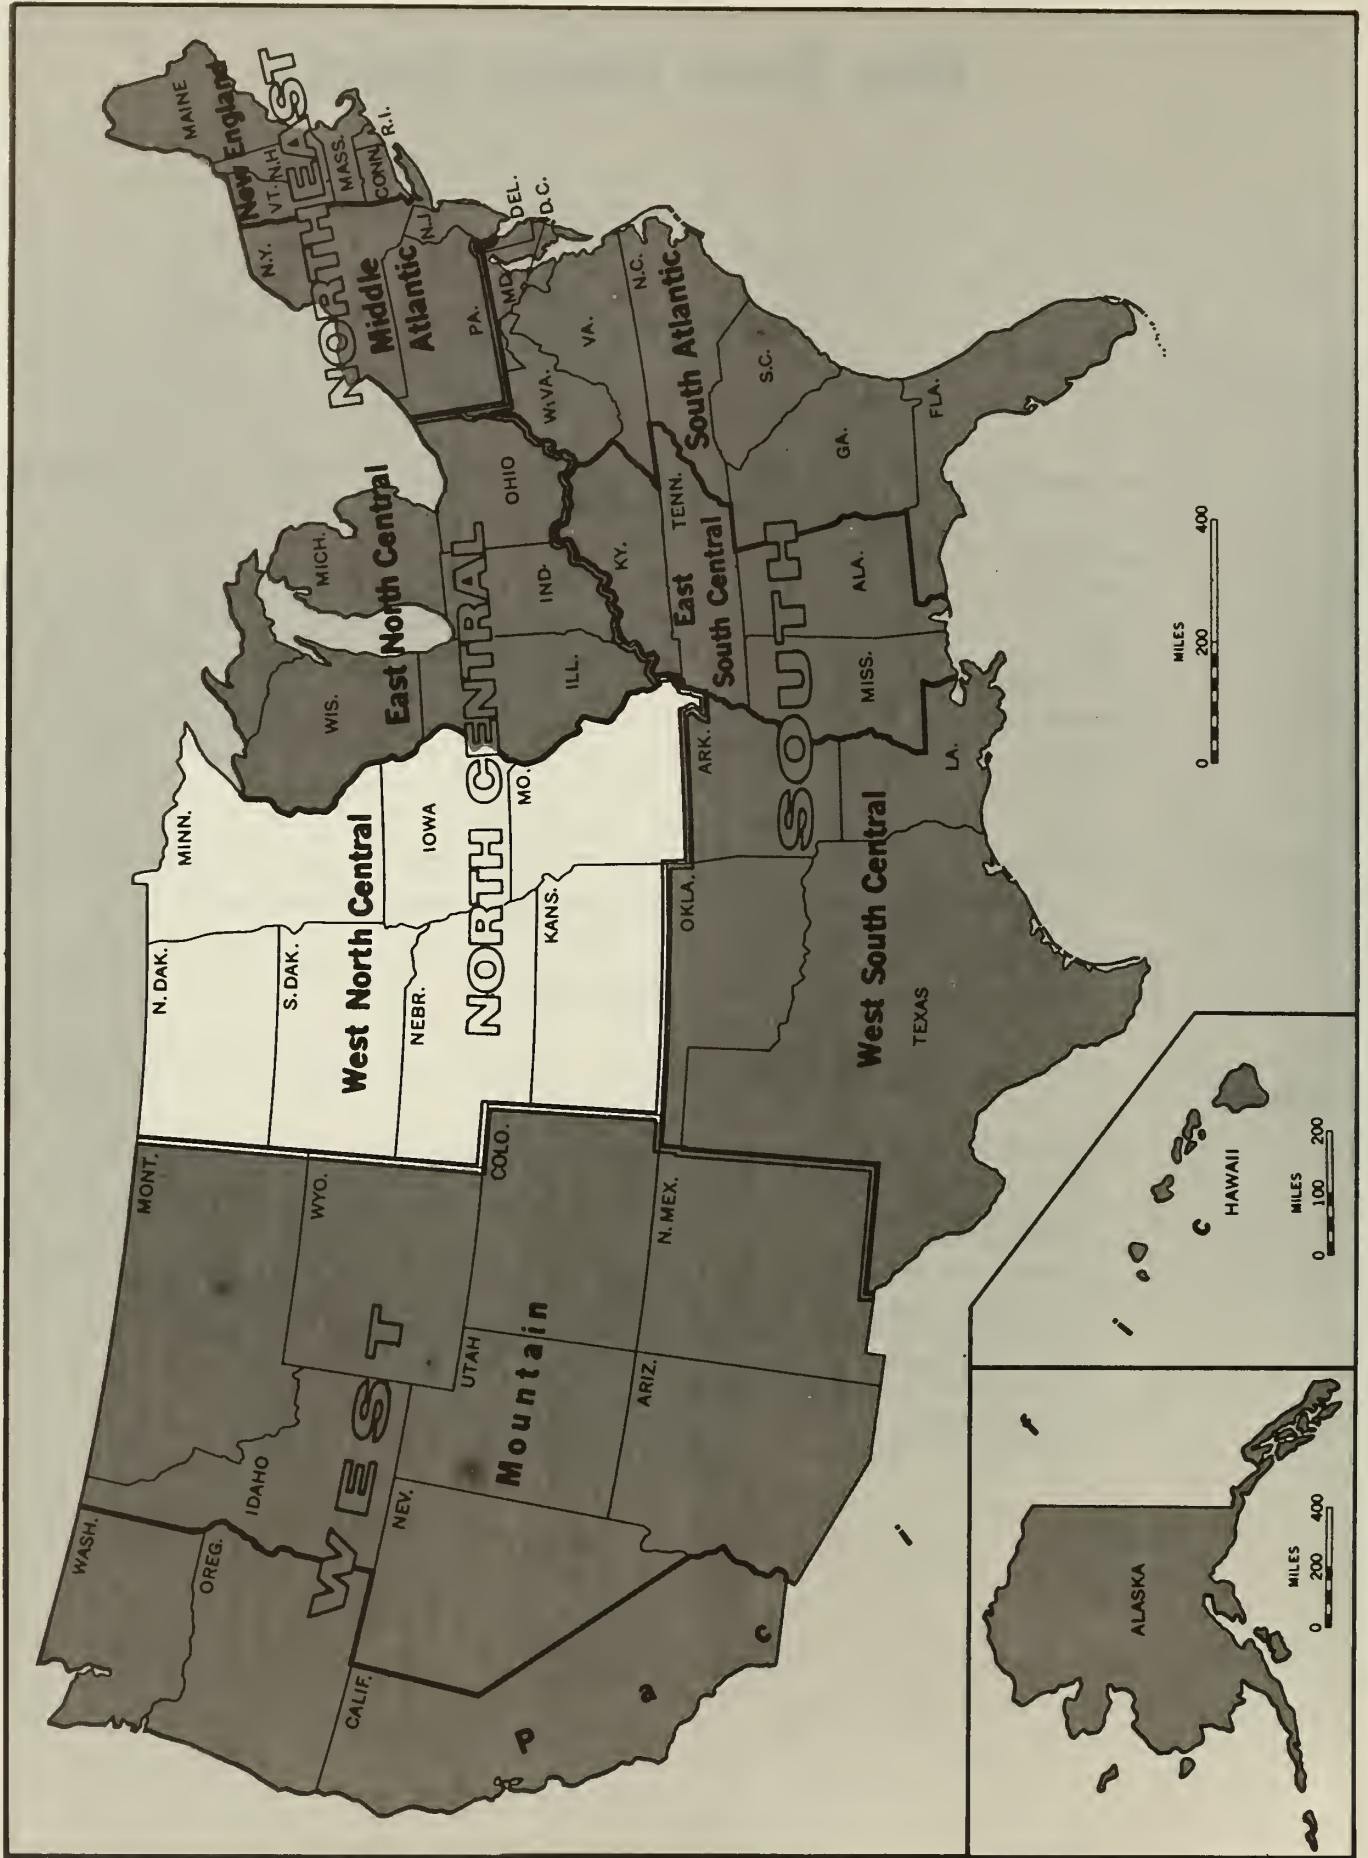 WEST
Pacific
Mountain
WASH.
OREG.
CALIF.
IDAHO
NEV.
MONT.
WYO.
UTAH
COLO.
ARIZ.
N. MEX.
NORTH CENTRAL
West North Central
N. DAK.
S. DAK.
NEBR.
KANS.
MINN.
IOWA
MO.
East North Central
WIS.
MICH.
ILL.
IND.
OHIO
NORTHEAST
Middle
Atlantic
N.Y.
PA.
N.J.
New England
MAINE
VT.
N.H.
MASS.
CONN.
R.I.
SOUTH
West South Central
TEXAS
OKLA.
ARK.
LA.
East
South Central
KY.
TENN.
MISS.
ALA.
South Atlantic
DEL.
D.C.
MD.
W. VA.
VA.
N.C.
S.C.
GA.
FLA.
ALASKA
MILES
0 200 400
HAWAII
MILES
0 100 200
MILES
0 200 400